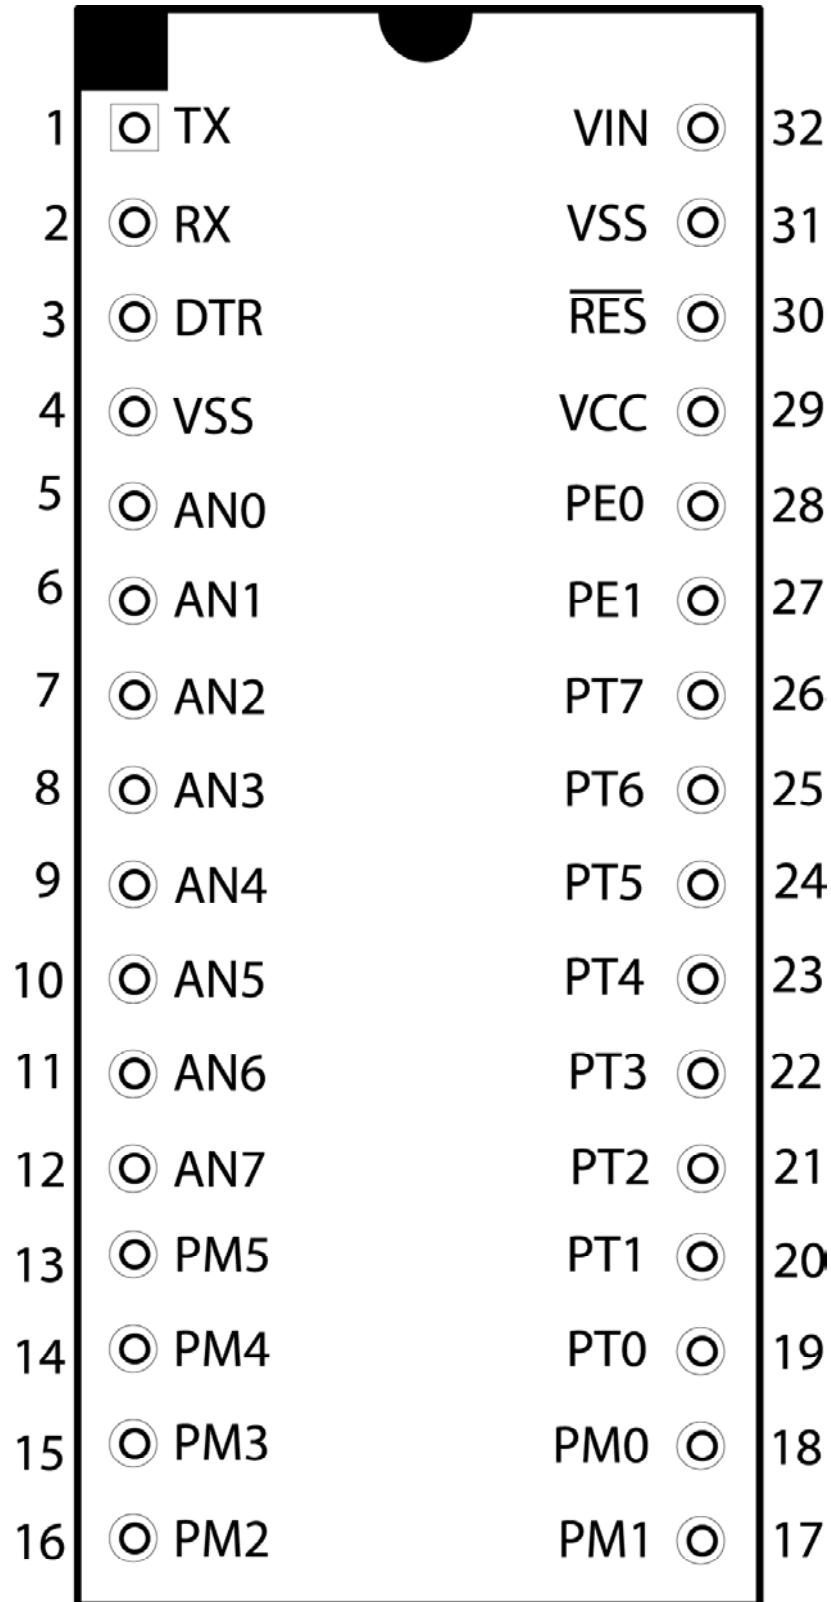 1 TX VIN 32
2 RX VSS 31
3 DTR R̅E̅S̅ 30
4 VSS VCC 29
5 AN0 PE0 28
6 AN1 PE1 27
7 AN2 PT7 26
8 AN3 PT6 25
9 AN4 PT5 24
10 AN5 PT4 23
11 AN6 PT3 22
12 AN7 PT2 21
13 PM5 PT1 20
14 PM4 PT0 19
15 PM3 PM0 18
16 PM2 PM1 17